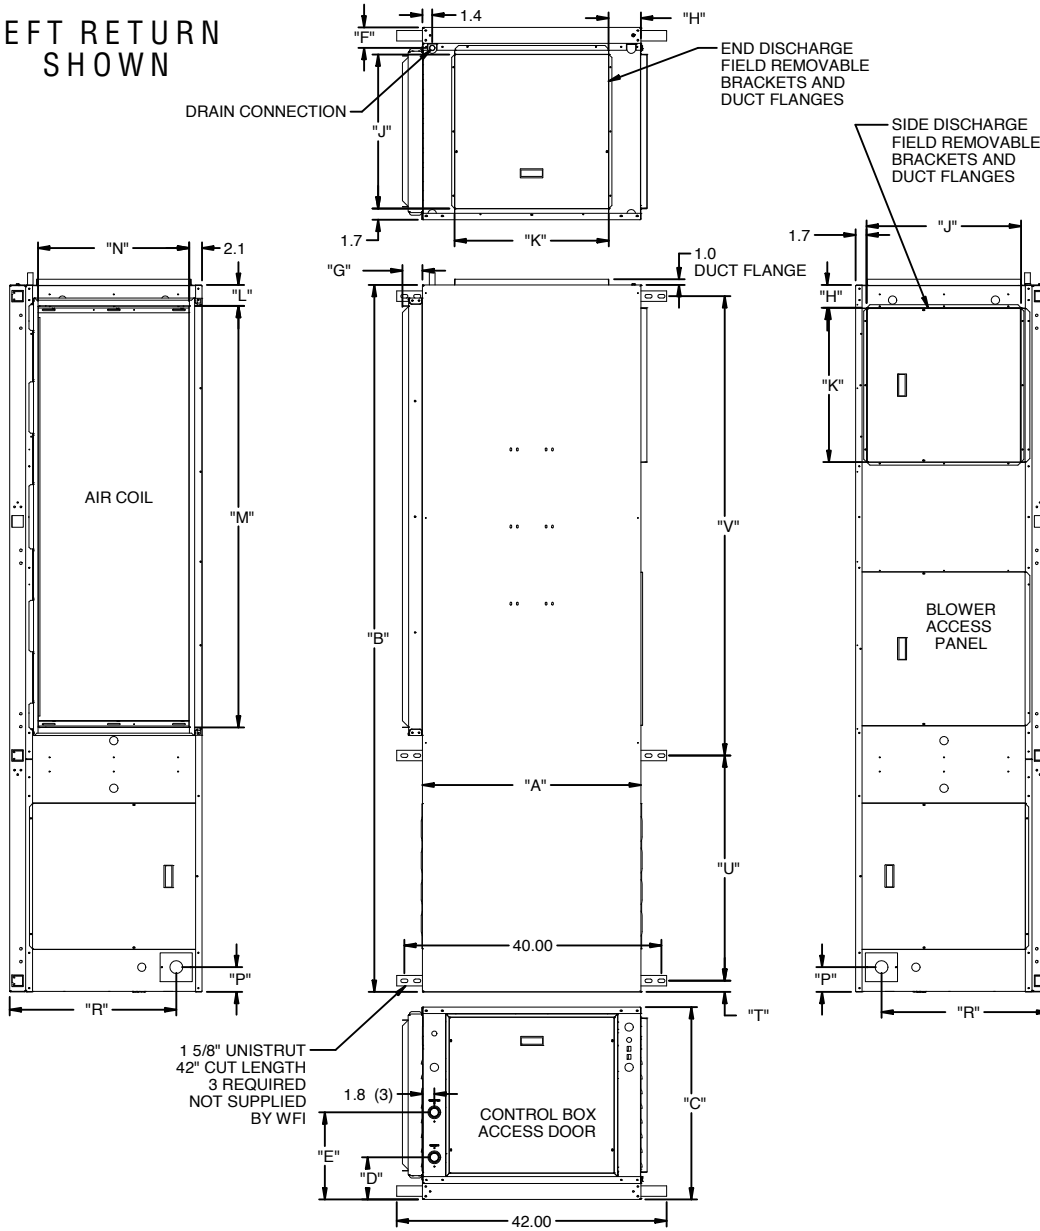 EFT RETURN
SHOWN
1.4
"H"
"F"
END DISCHARGE
FIELD REMOVABLE
BRACKETS AND
DUCT FLANGES
DRAIN CONNECTION
"J"
SIDE DISCHARGE
FIELD REMOVABLE
BRACKETS AND
DUCT FLANGES
1.7
"K"
"N"
2.1
"G"
1.0
DUCT FLANGE
1.7
"J"
"L"
"H"
"K"
AIR COIL
"M"
"V"
"B"
BLOWER
ACCESS
PANEL
"A"
"U"
40.00
"P"
"P"
"R"
"T"
"R"
1 5/8" UNISTRUT
42" CUT LENGTH
3 REQUIRED
NOT SUPPLIED
BY WFI
1.8 (3)
CONTROL BOX
ACCESS DOOR
"C"
"E"
"D"
42.00